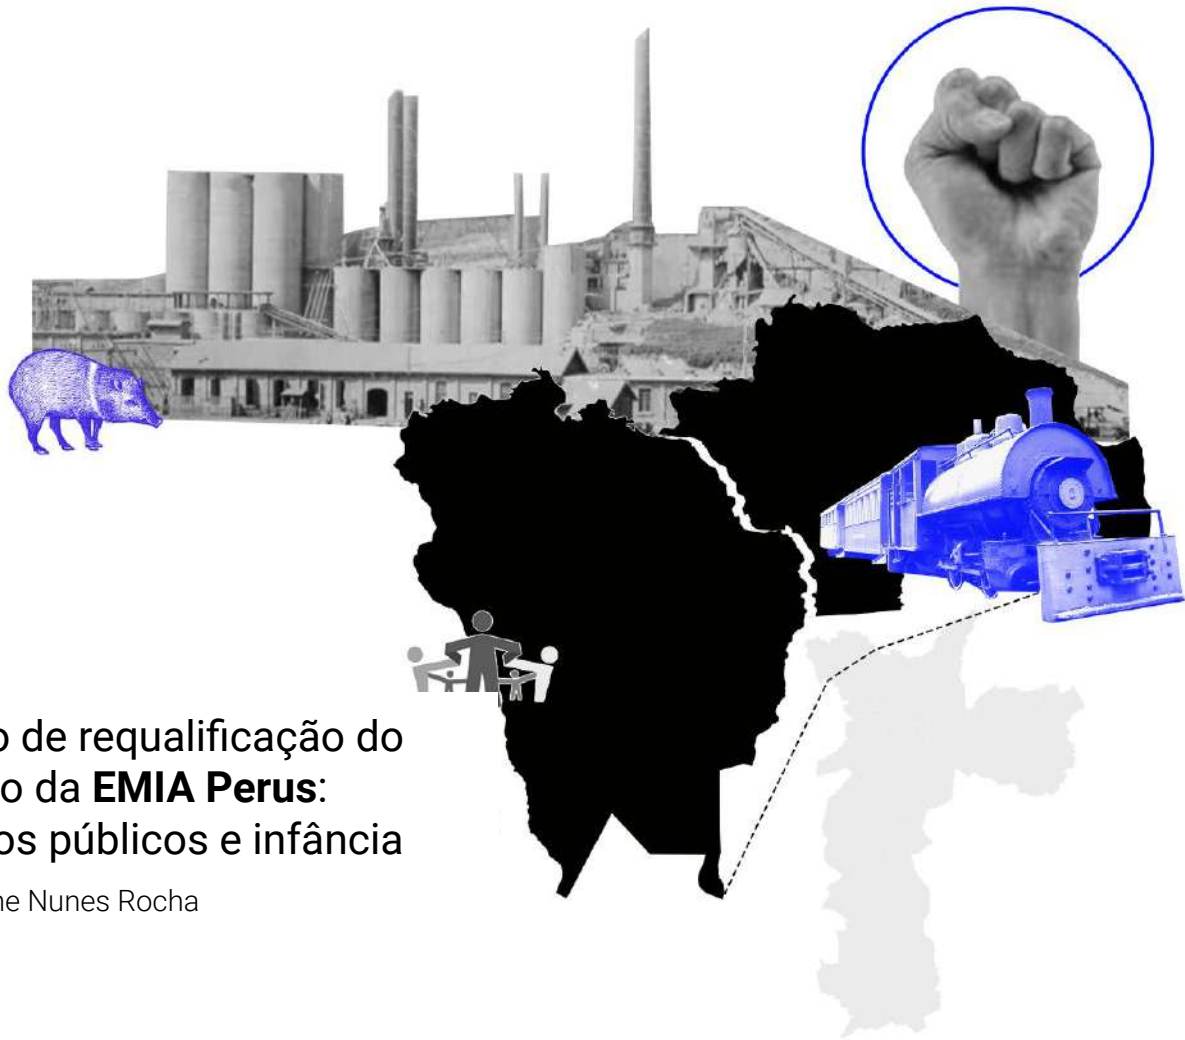 o de requalificação do
o da EMIA Perus:
os públicos e infância
ne Nunes Rocha